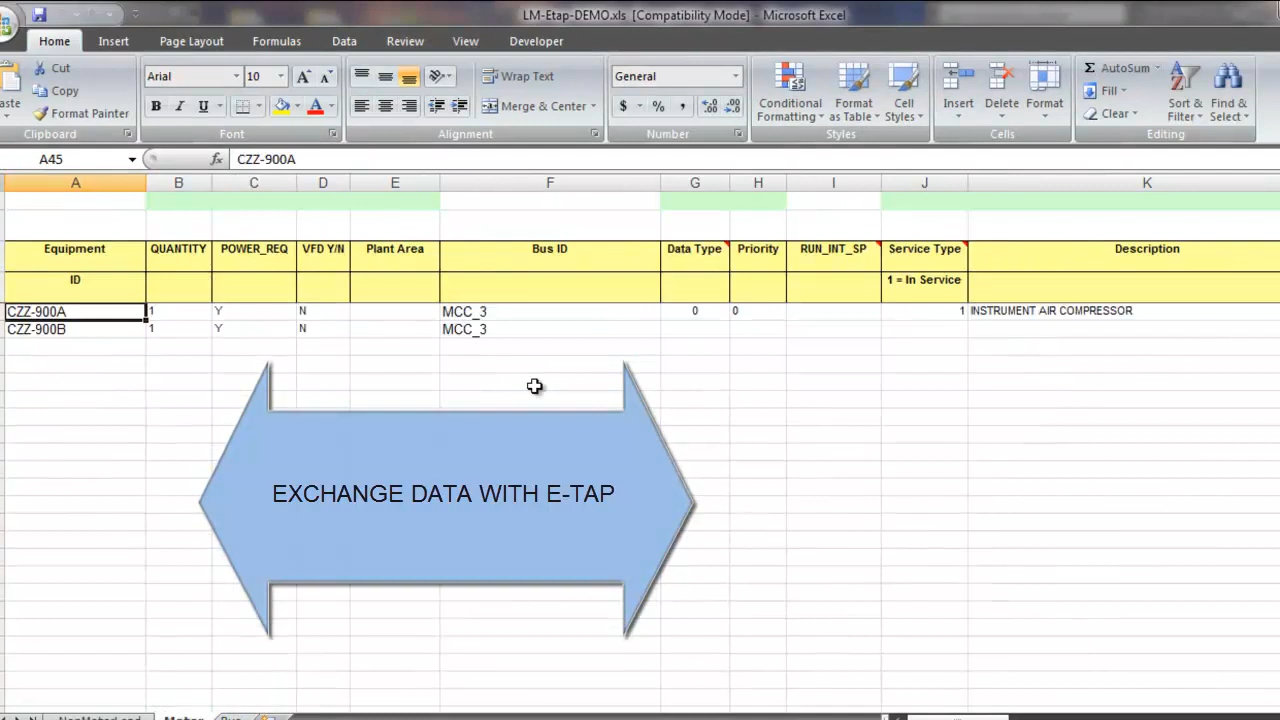 LM-Etap-DEMO.xls [Compatibility Mode] - Microsoft Excel
Home Insert Page Layout Formulas Data Review View Developer
Cut
Copy
Format Painter
Clipboard
Arial 10
B I U A
Font
Wrap Text
Merge & Center
Alignment
General
$ % ,
Number
Conditional Formatting
Format as Table
Cell Styles
Styles
Insert Delete Format
Cells
Σ AutoSum
Fill
Clear
Sort & Filter
Find & Select
Editing
A45 fx CZZ-900A
A B C D E F G H I J K
Equipment QUANTITY POWER_REQ VFD Y/N Plant Area Bus ID Data Type Priority RUN_INT_SP Service Type Description
ID 1 = In Service
CZZ-900A 1 Y N MCC_3 0 0 1 INSTRUMENT AIR COMPRESSOR
CZZ-900B 1 Y N MCC_3
EXCHANGE DATA WITH E-TAP